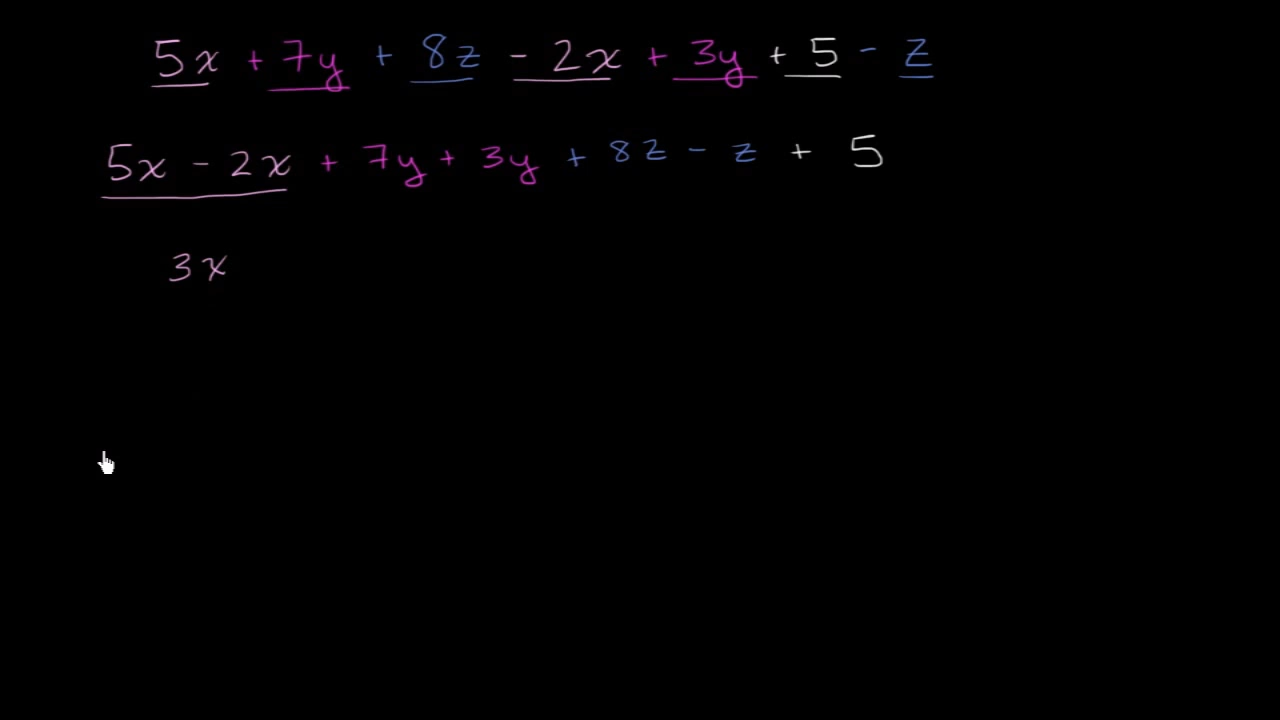 5x + 7y + 8z - 2x + 3y + 5 - z
5x - 2x + 7y + 3y + 8z - z + 5
3x